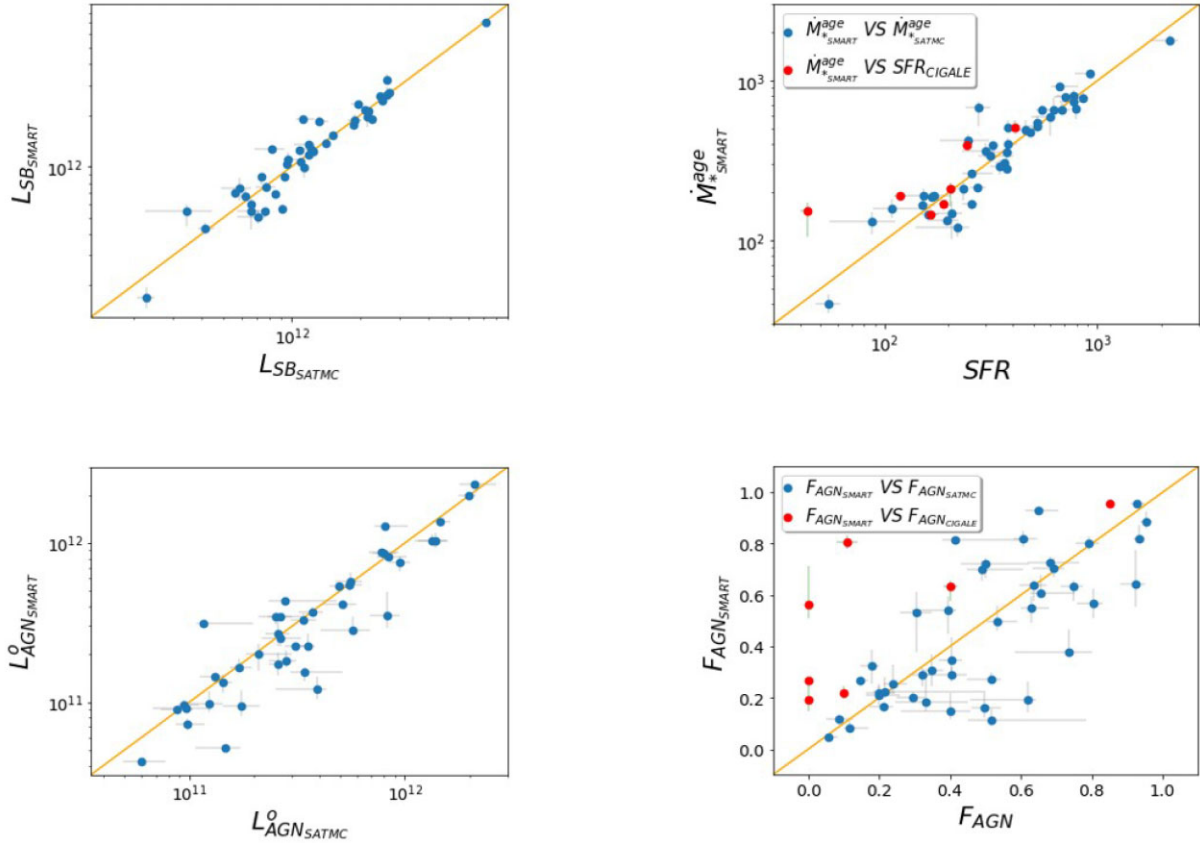 L_SB_SMART
10^12
10^12
L_SB_SATMC
Ṁ^age_*SMART VS Ṁ^age_*SATMC
Ṁ^age_*SMART VS SFR_CIGALE
Ṁ^age_*SMART
10^3
10^2
10^2 10^3
SFR
L^o_AGN_SMART
10^12
10^11
10^11 10^12
L^o_AGN_SATMC
F_AGN_SMART VS F_AGN_SATMC
F_AGN_SMART VS F_AGN_CIGALE
F_AGN_SMART
1.0
0.8
0.6
0.4
0.2
0.0
0.0 0.2 0.4 0.6 0.8 1.0
F_AGN